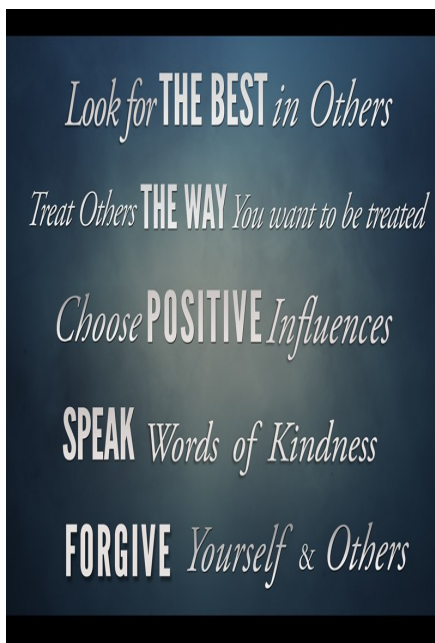 Look for THE BEST in Others
Treat Others THE WAY You want to be treated
Choose POSITIVE Influences
SPEAK Words of Kindness
FORGIVE Yourself & Others